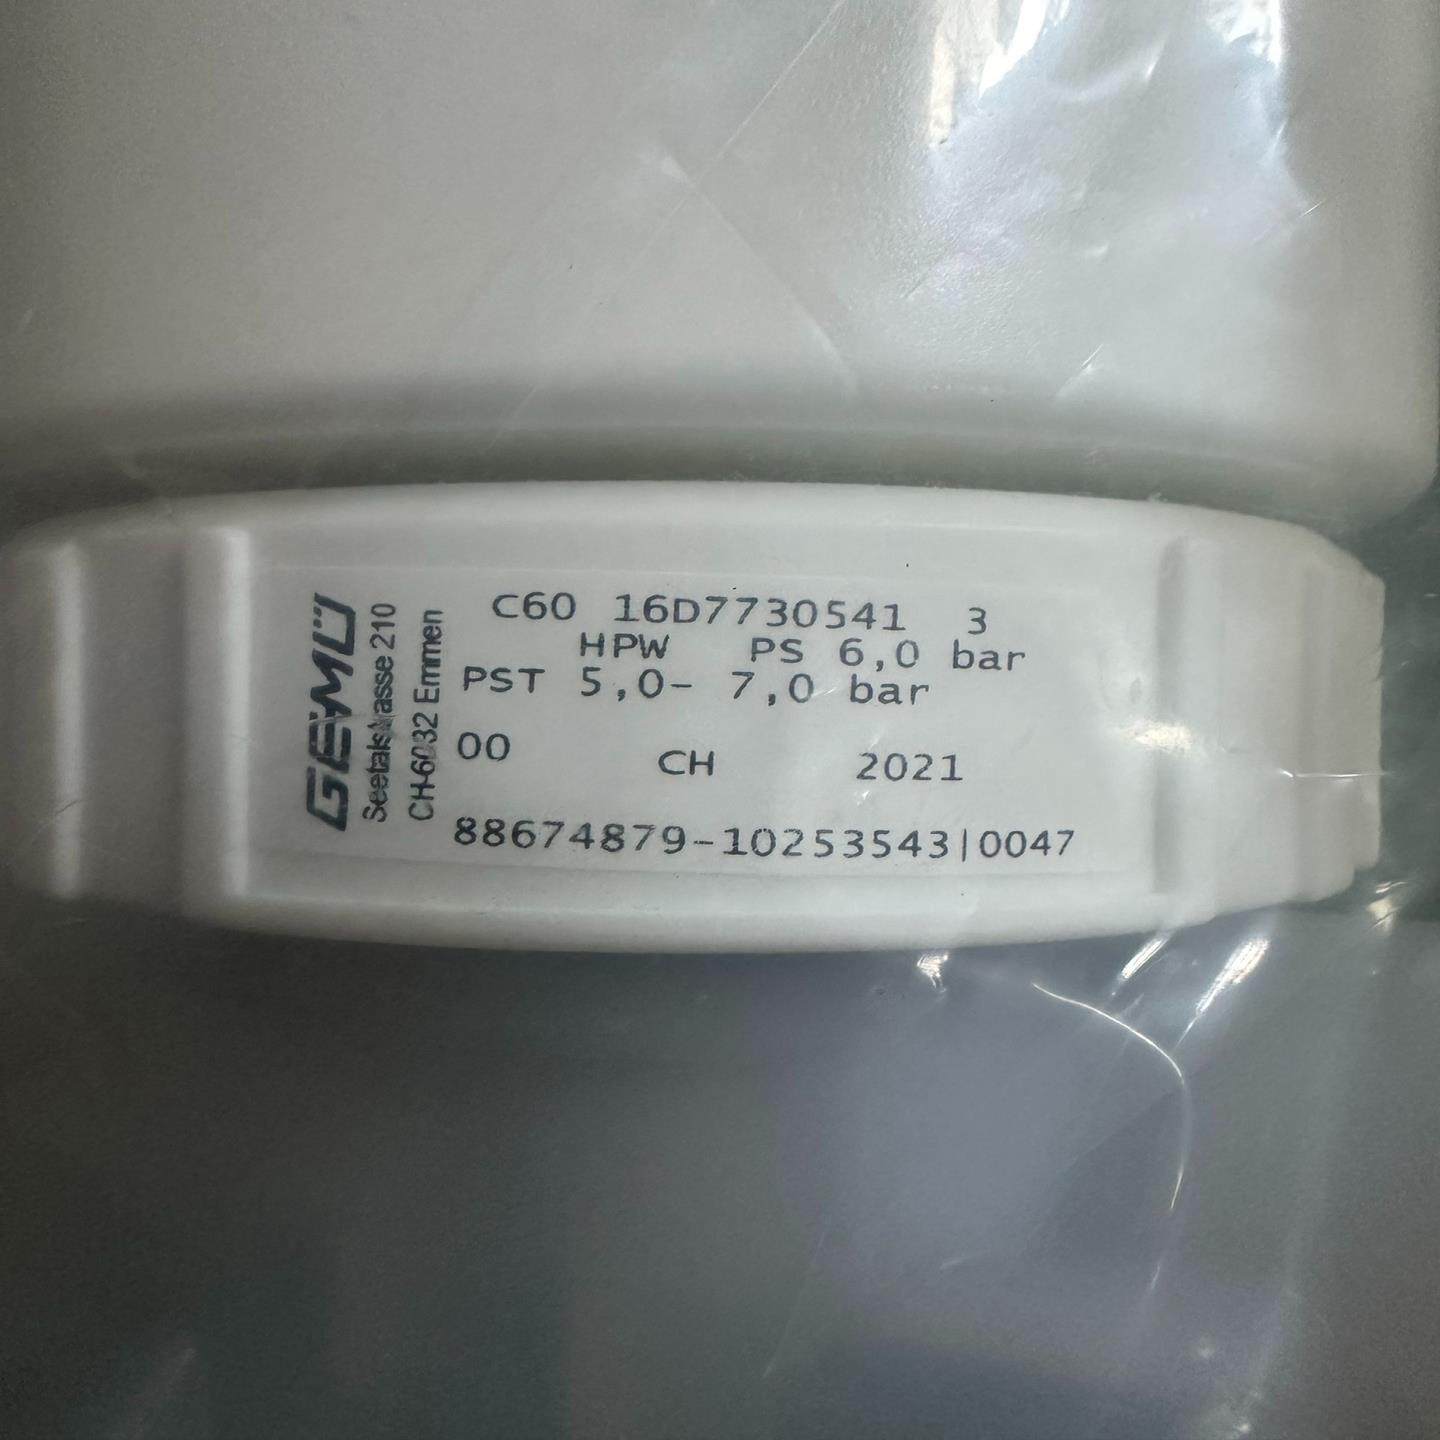 GEMÜ
Seetalstrasse 210
CH-6032 Emmen
C60 16D7730541 3
HPW PS 6,0 bar
PST 5,0- 7,0 bar
00 CH 2021
88674879-10253543|0047